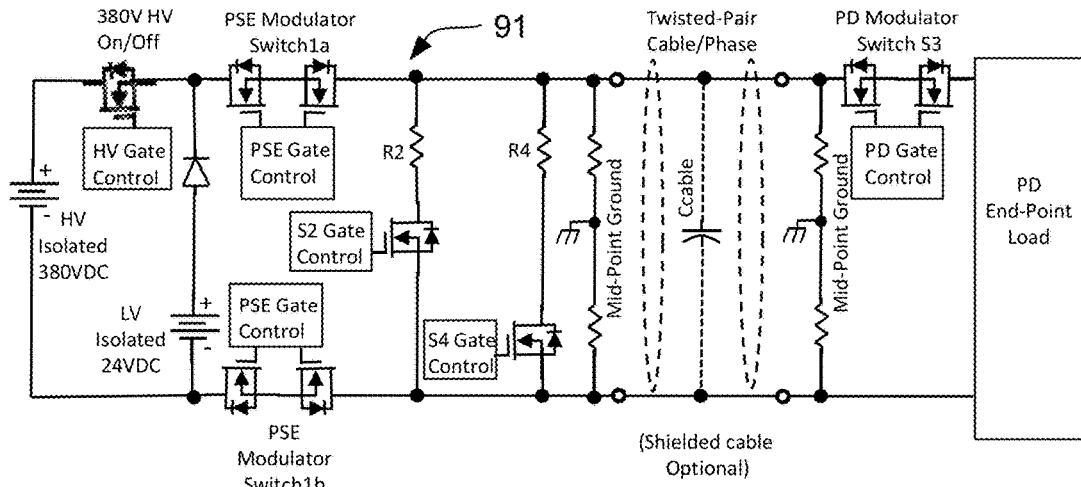 380V HV
On/Off
PSE Modulator
Switch1a
91
Twisted-Pair
Cable/Phase
PD Modulator
Switch S3
HV Gate
Control
PSE Gate
Control
R2
R4
Mid-Point Ground
Ccable
Mid-Point Ground
PD Gate
Control
PD
End-Point
Load
+
-
HV
Isolated
380VDC
S2 Gate
Control
LV
Isolated
24VDC
+
-
PSE Gate
Control
S4 Gate
Control
PSE
Modulator
Switch1b
(Shielded cable
Optional)